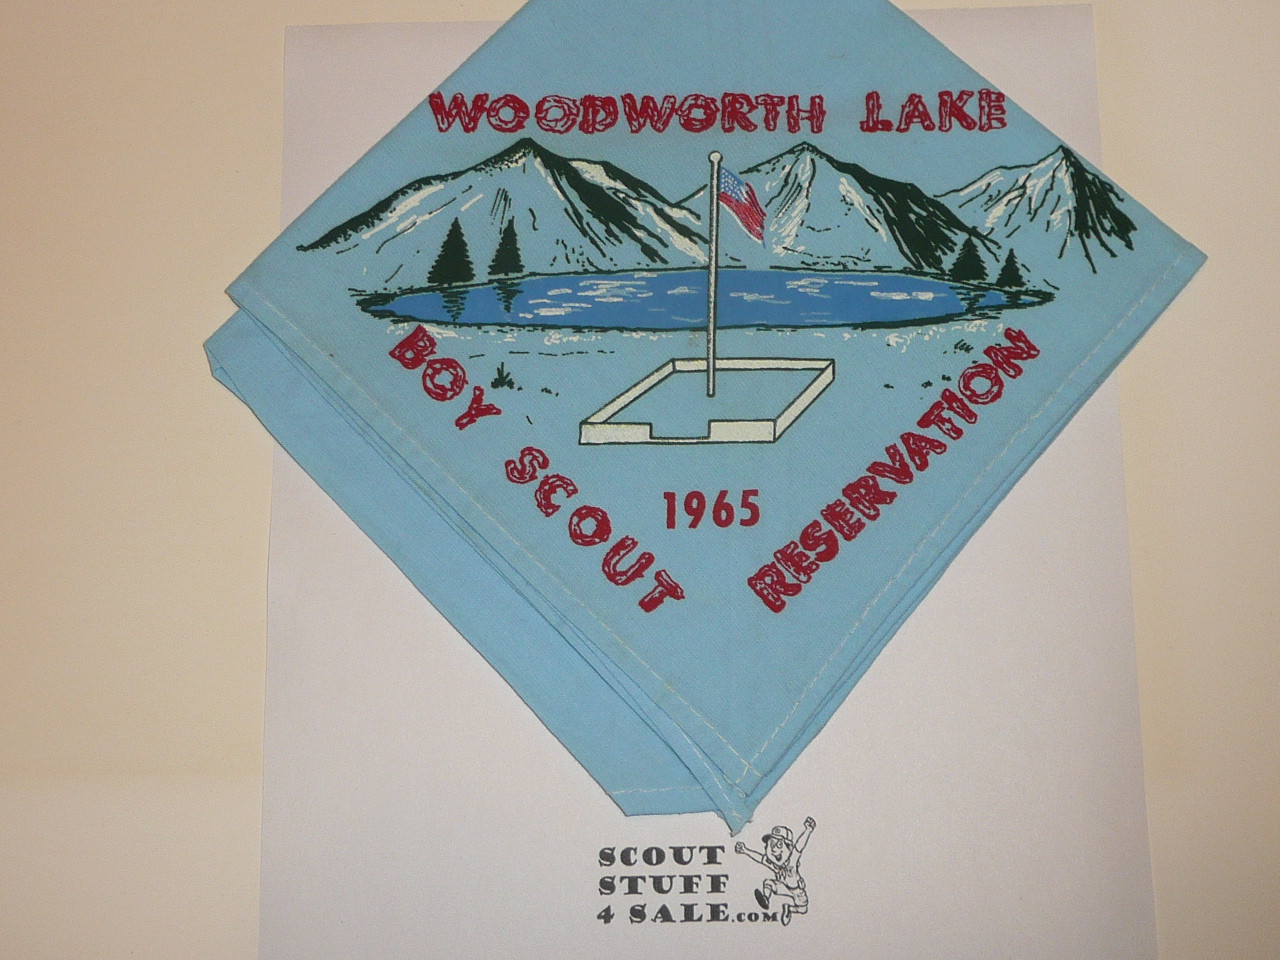 WOODWORTH LAKE
BOY SCOUT
RESERVATION
1965
SCOUT
STUFF
4 SALE.COM